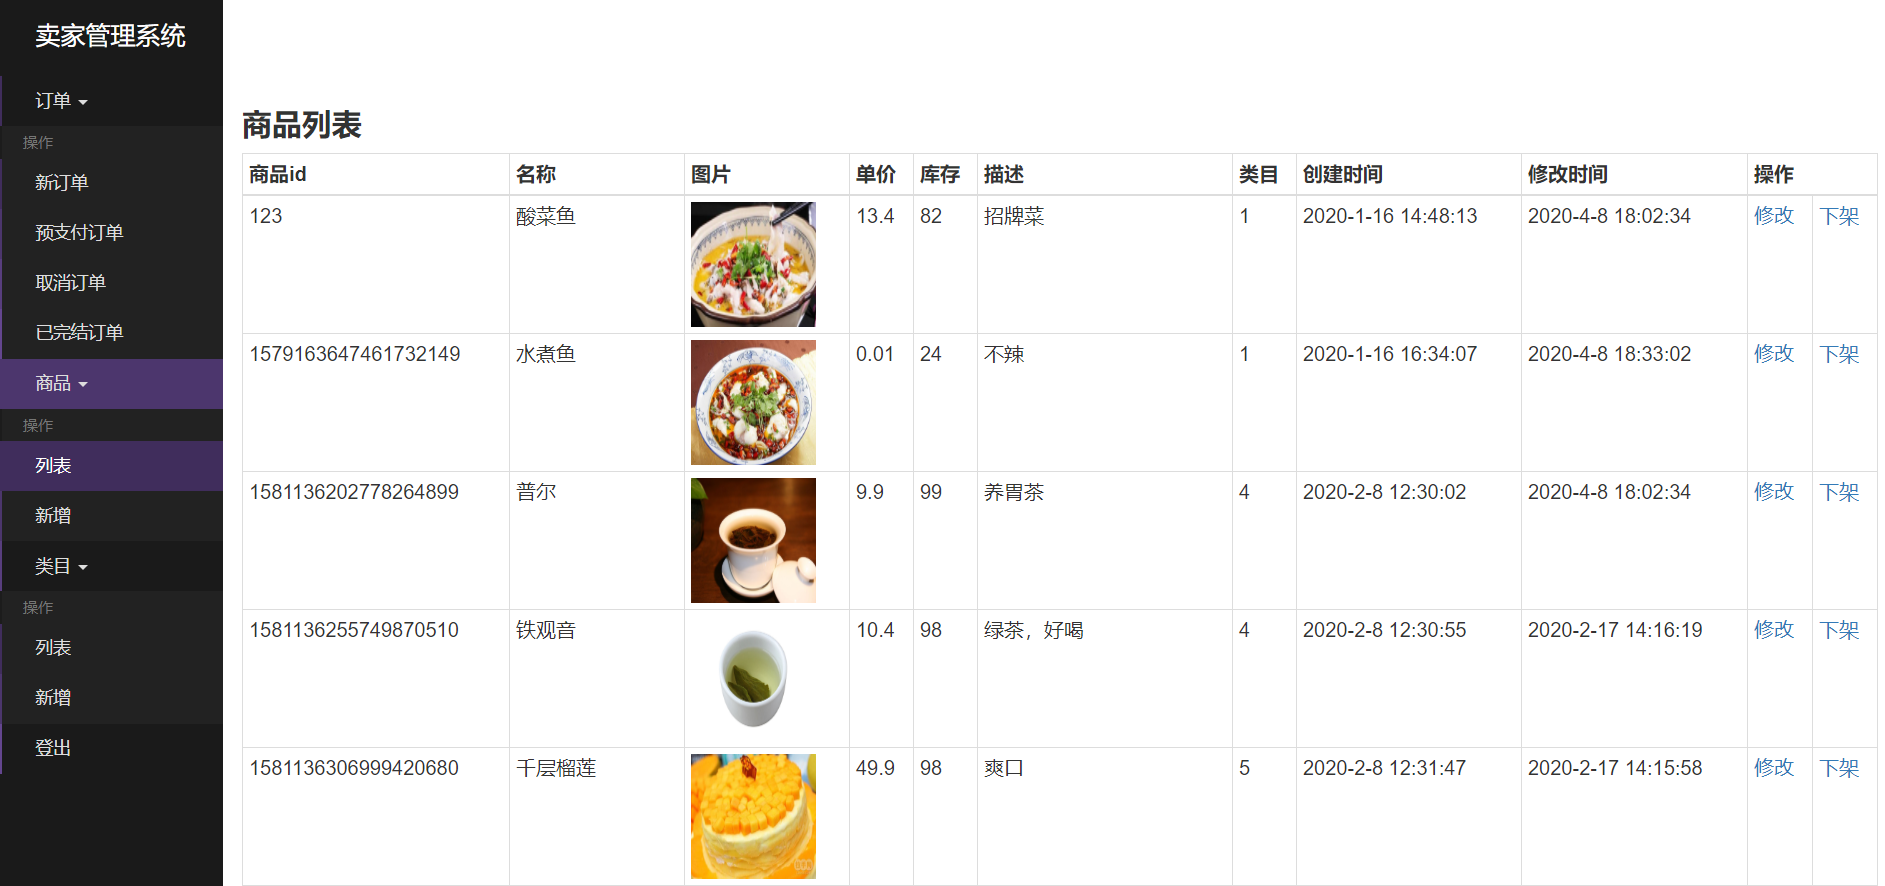 卖家管理系统
订单
操作
新订单
预支付订单
取消订单
已完结订单
商品
操作
列表
新增
类目
操作
列表
新增
登出
商品列表
商品id 名称 图片 单价 库存 描述 类目 创建时间 修改时间 操作
123 酸菜鱼 13.4 82 招牌菜 1 2020-1-16 14:48:13 2020-4-8 18:02:34 修改 下架
1579163647461732149 水煮鱼 0.01 24 不辣 1 2020-1-16 16:34:07 2020-4-8 18:33:02 修改 下架
1581136202778264899 普尔 9.9 99 养胃茶 4 2020-2-8 12:30:02 2020-4-8 18:02:34 修改 下架
1581136255749870510 铁观音 10.4 98 绿茶，好喝 4 2020-2-8 12:30:55 2020-2-17 14:16:19 修改 下架
1581136306999420680 千层榴莲 49.9 98 爽口 5 2020-2-8 12:31:47 2020-2-17 14:15:58 修改 下架